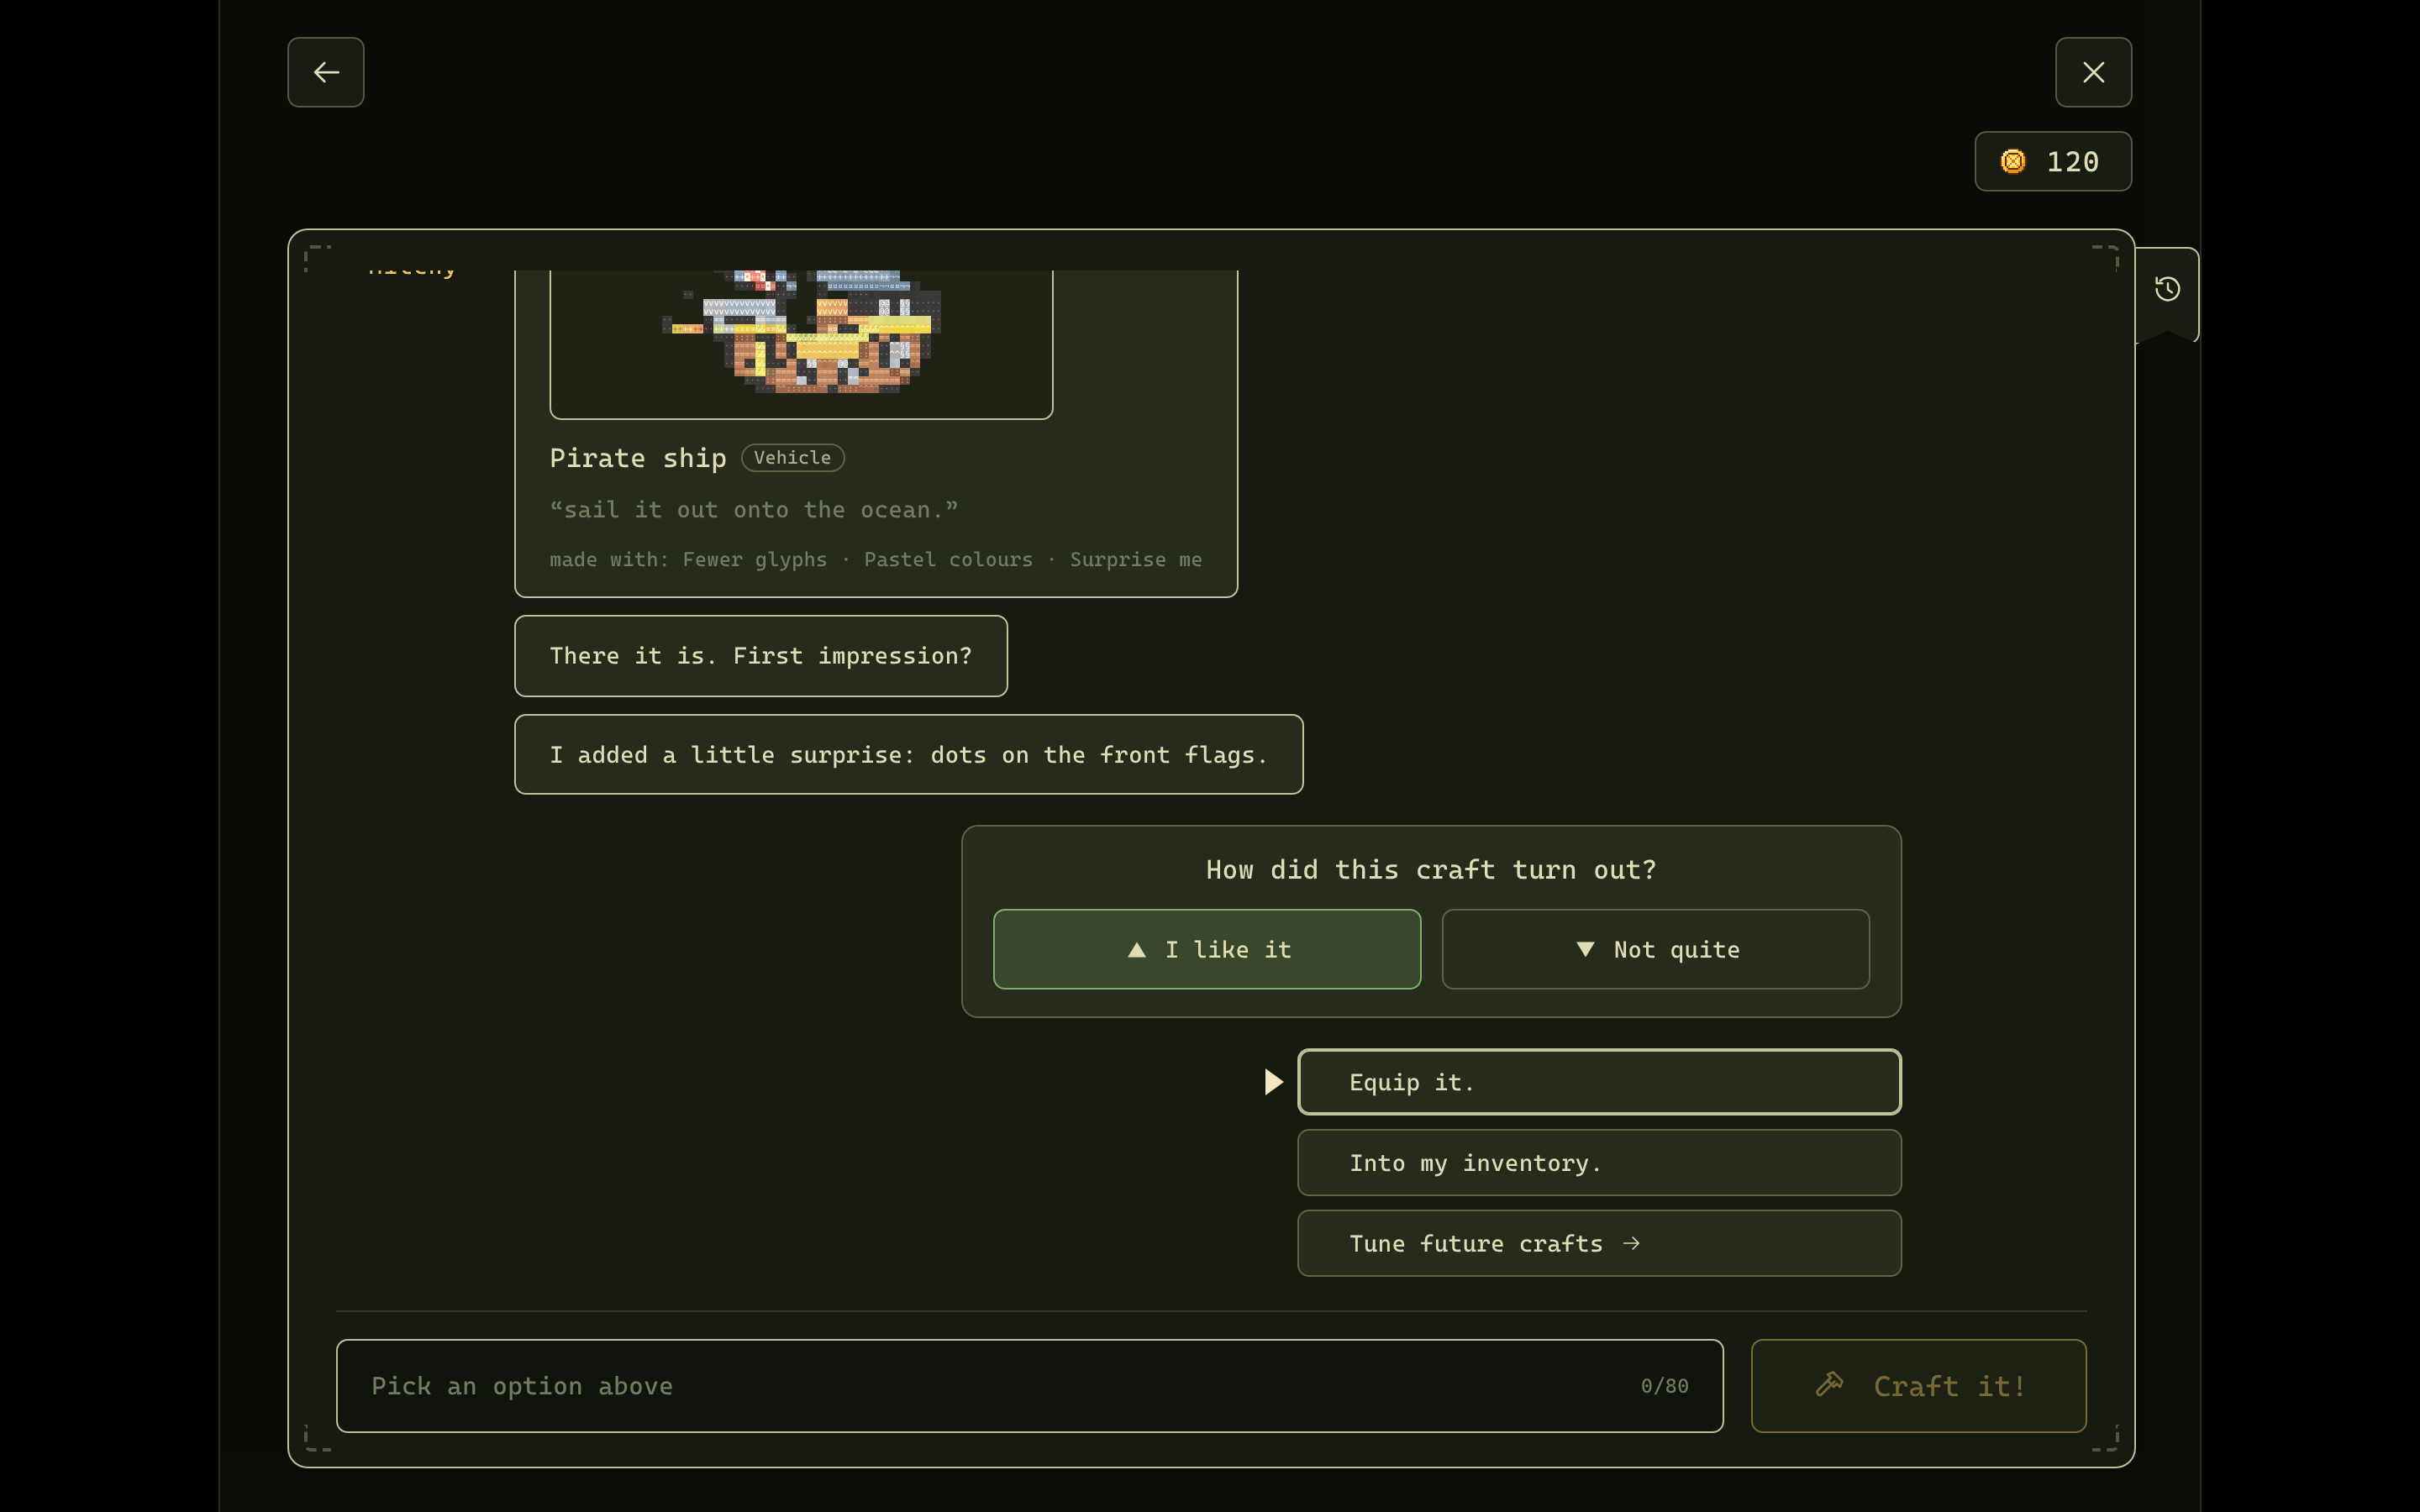 120
Pirate ship Vehicle
“sail it out onto the ocean.”
made with: Fewer glyphs · Pastel colours · Surprise me
There it is. First impression?
I added a little surprise: dots on the front flags.
How did this craft turn out?
▲ I like it ▼ Not quite
Equip it.
Into my inventory.
Tune future crafts →
Pick an option above 0/80 Craft it!